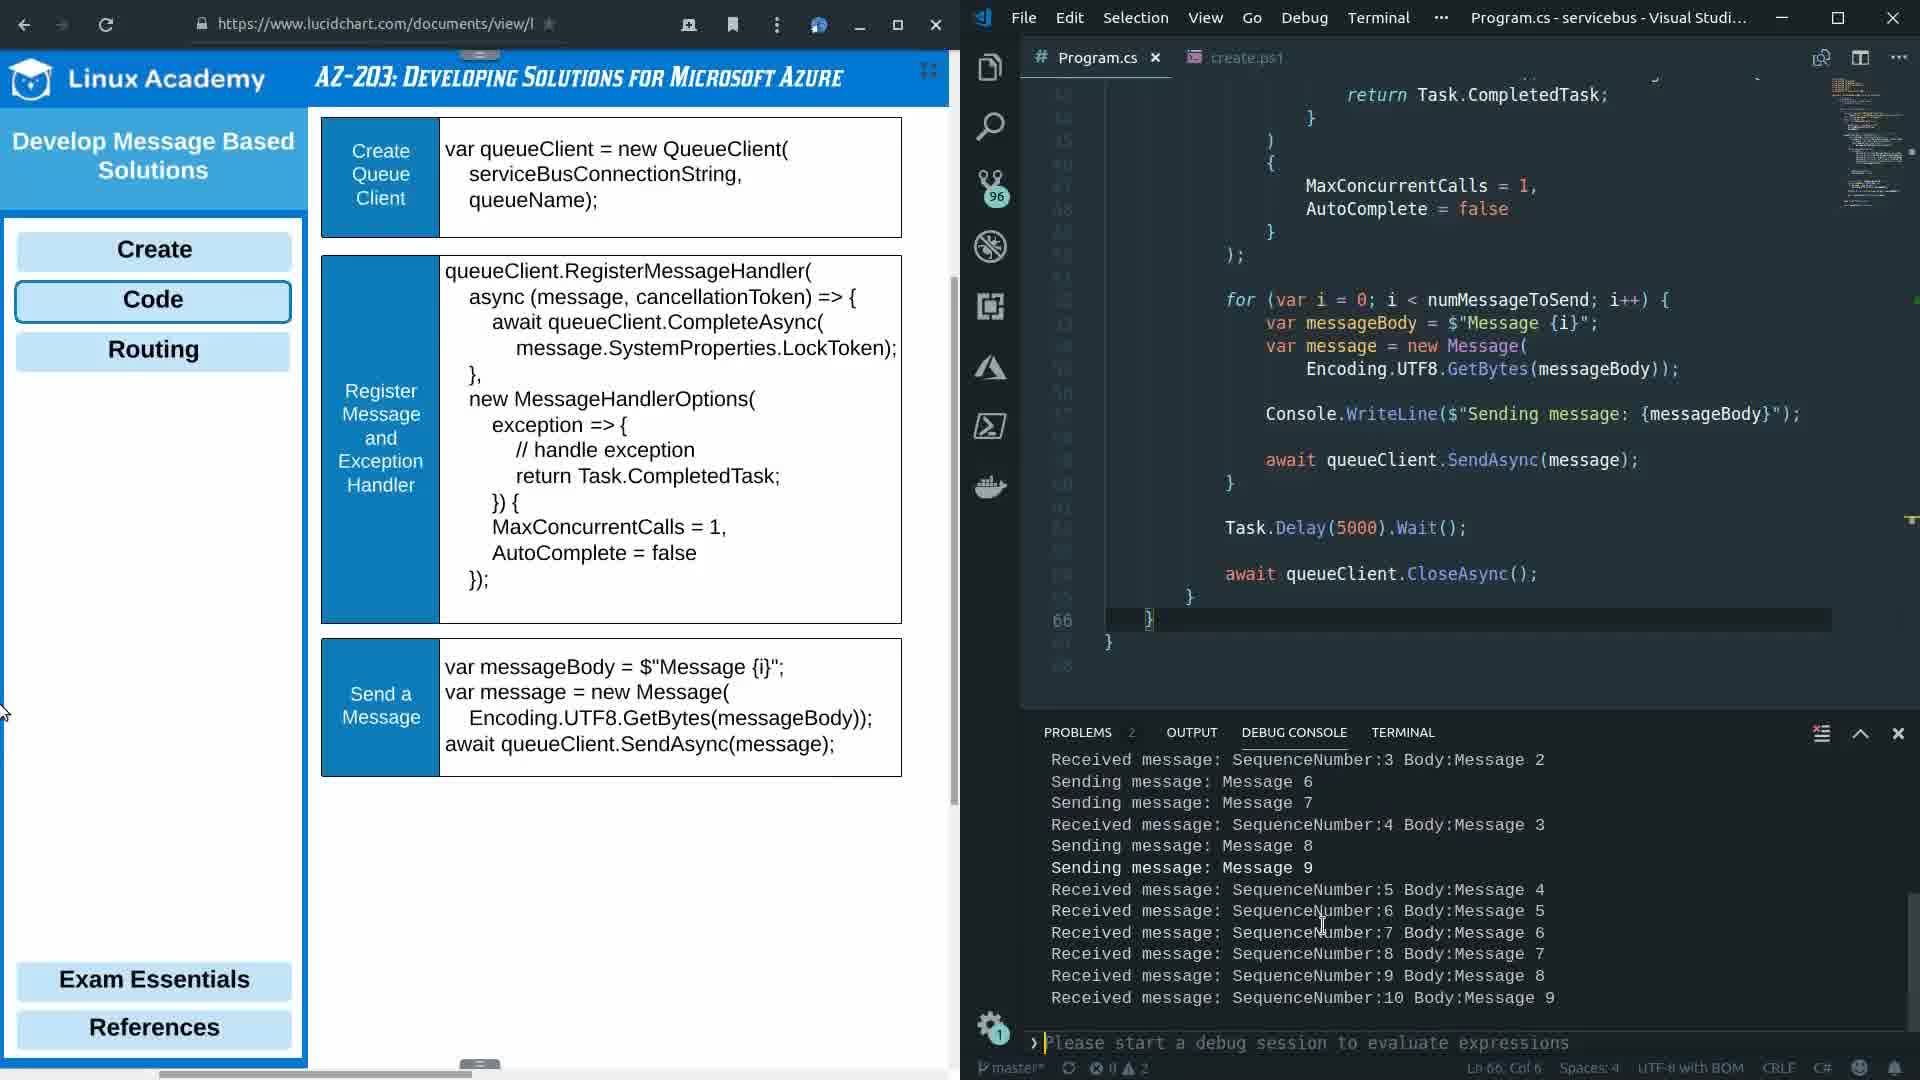 https://www.lucidchart.com/documents/view/l
Linux Academy
AZ-203: Developing Solutions for Microsoft Azure
Develop Message Based
Solutions
Create
Code
Routing
Exam Essentials
References
Create
Queue
Client
var queueClient = new QueueClient(
serviceBusConnectionString,
queueName);
Register
Message
and
Exception
Handler
queueClient.RegisterMessageHandler(
async (message, cancellationToken) => {
await queueClient.CompleteAsync(
message.SystemProperties.LockToken);
},
new MessageHandlerOptions(
exception => {
// handle exception
return Task.CompletedTask;
}) {
MaxConcurrentCalls = 1,
AutoComplete = false
});
Send a
Message
var messageBody = $"Message {i}";
var message = new Message(
Encoding.UTF8.GetBytes(messageBody));
await queueClient.SendAsync(message);
File Edit Selection View Go Debug Terminal ··· Program.cs - servicebus - Visual Studi...
# Program.cs create.ps1
96
return Task.CompletedTask;
}
)
{
MaxConcurrentCalls = 1,
AutoComplete = false
}
);
for (var i = 0; i < numMessageToSend; i++) {
var messageBody = $"Message {i}";
var message = new Message(
Encoding.UTF8.GetBytes(messageBody));
Console.WriteLine($"Sending message: {messageBody}");
await queueClient.SendAsync(message);
}
Task.Delay(5000).Wait();
await queueClient.CloseAsync();
}
66 }
}
PROBLEMS 2 OUTPUT DEBUG CONSOLE TERMINAL
Received message: SequenceNumber:3 Body:Message 2
Sending message: Message 6
Sending message: Message 7
Received message: SequenceNumber:4 Body:Message 3
Sending message: Message 8
Sending message: Message 9
Received message: SequenceNumber:5 Body:Message 4
Received message: SequenceNumber:6 Body:Message 5
Received message: SequenceNumber:7 Body:Message 6
Received message: SequenceNumber:8 Body:Message 7
Received message: SequenceNumber:9 Body:Message 8
Received message: SequenceNumber:10 Body:Message 9
1
Please start a debug session to evaluate expressions
master* 0 2 Ln 66, Col 6 Spaces: 4 UTF-8 with BOM CRLF C#